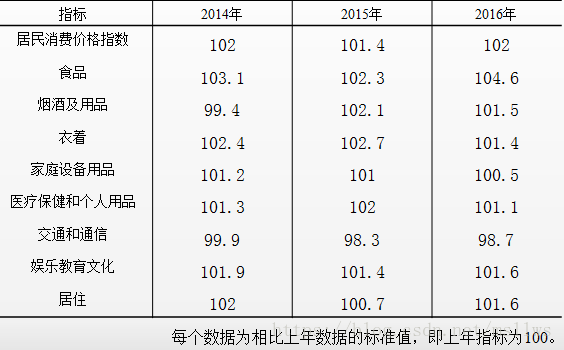 指标 2014年 2015年 2016年
居民消费价格指数 102 101.4 102
食品 103.1 102.3 104.6
烟酒及用品 99.4 102.1 101.5
衣着 102.4 102.7 101.4
家庭设备用品 101.2 101 100.5
医疗保健和个人用品 101.3 102 101.1
交通和通信 99.9 98.3 98.7
娱乐教育文化 101.9 101.4 101.6
居住 102 100.7 101.6
每个数据为相比上年数据的标准值，即上年指标为100。